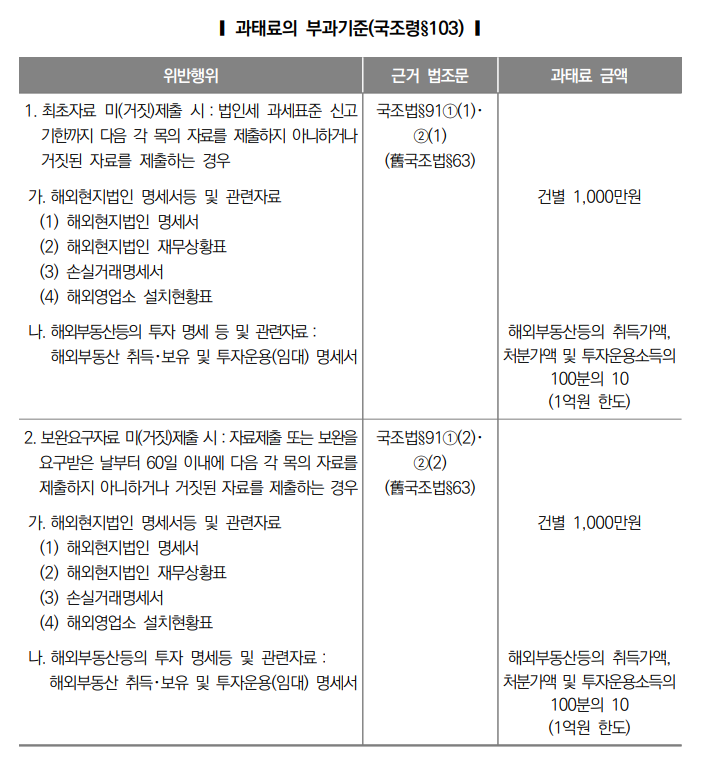 ❙ 과태료의 부과기준(국조령§103) ❙
위반행위 근거 법조문 과태료 금액
1. 최초자료 미(거짓)제출 시 : 법인세 과세표준 신고
기한까지 다음 각 목의 자료를 제출하지 아니하거나
거짓된 자료를 제출하는 경우
국조법§91①(1)·
②(1)
(舊국조법§63)
가. 해외현지법인 명세서등 및 관련자료
(1) 해외현지법인 명세서
(2) 해외현지법인 재무상황표
(3) 손실거래명세서
(4) 해외영업소 설치현황표
건별 1,000만원
나. 해외부동산등의 투자 명세 등 및 관련자료 :
해외부동산 취득·보유 및 투자운용(임대) 명세서
해외부동산등의 취득가액,
처분가액 및 투자운용소득의
100분의 10
(1억원 한도)
2. 보완요구자료 미(거짓)제출 시 : 자료제출 또는 보완을
요구받은 날부터 60일 이내에 다음 각 목의 자료를
제출하지 아니하거나 거짓된 자료를 제출하는 경우
국조법§91①(2)·
②(2)
(舊국조법§63)
가. 해외현지법인 명세서등 및 관련자료
(1) 해외현지법인 명세서
(2) 해외현지법인 재무상황표
(3) 손실거래명세서
(4) 해외영업소 설치현황표
건별 1,000만원
나. 해외부동산등의 투자 명세등 및 관련자료 :
해외부동산 취득·보유 및 투자운용(임대) 명세서
해외부동산등의 취득가액,
처분가액 및 투자운용소득의
100분의 10
(1억원 한도)